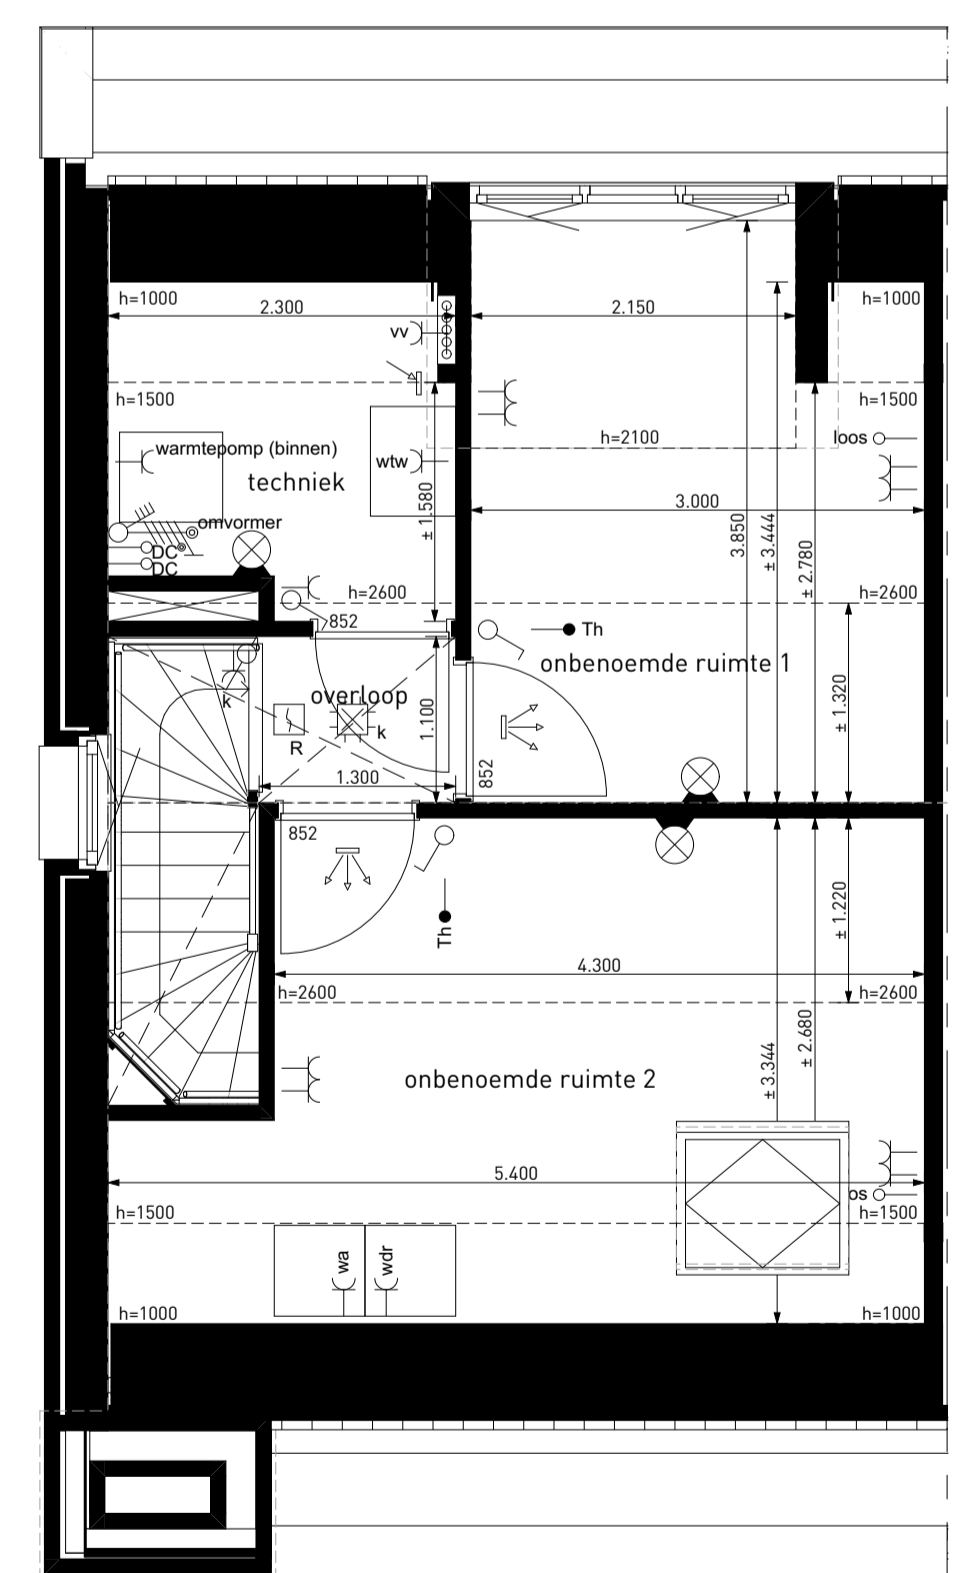 h=1000
2.300
2.150
h=1000
vv
h=1500
h=1500
h=2100
loos
warmtepomp (binnen)
wtw
techniek
± 1.580
3.000
3.850
± 3.444
± 2.780
omvormer
DC
DC
h=2600
h=2600
852
Th
onbenoemde ruimte 1
overloop
k
k
R
1.100
± 1.320
1.300
852
852
± 1.220
Th
4.300
h=2600
h=2600
± 3.344
± 2.680
onbenoemde ruimte 2
5.400
os
h=1500
h=1500
wa
wdr
h=1000
h=1000